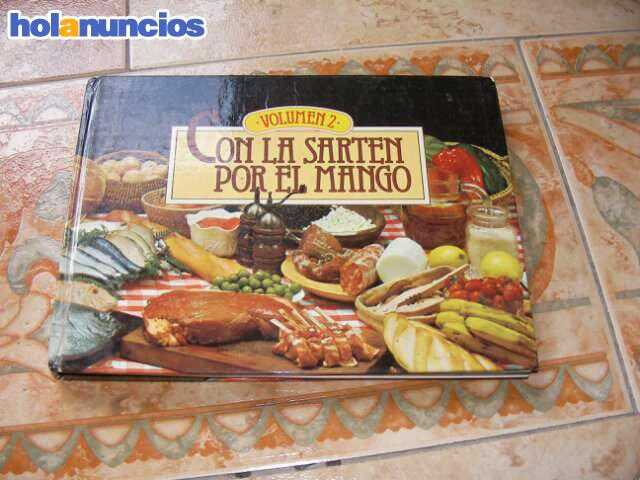 holanuncios
·VOLUMEN 2·
CON LA SARTEN
POR EL MANGO